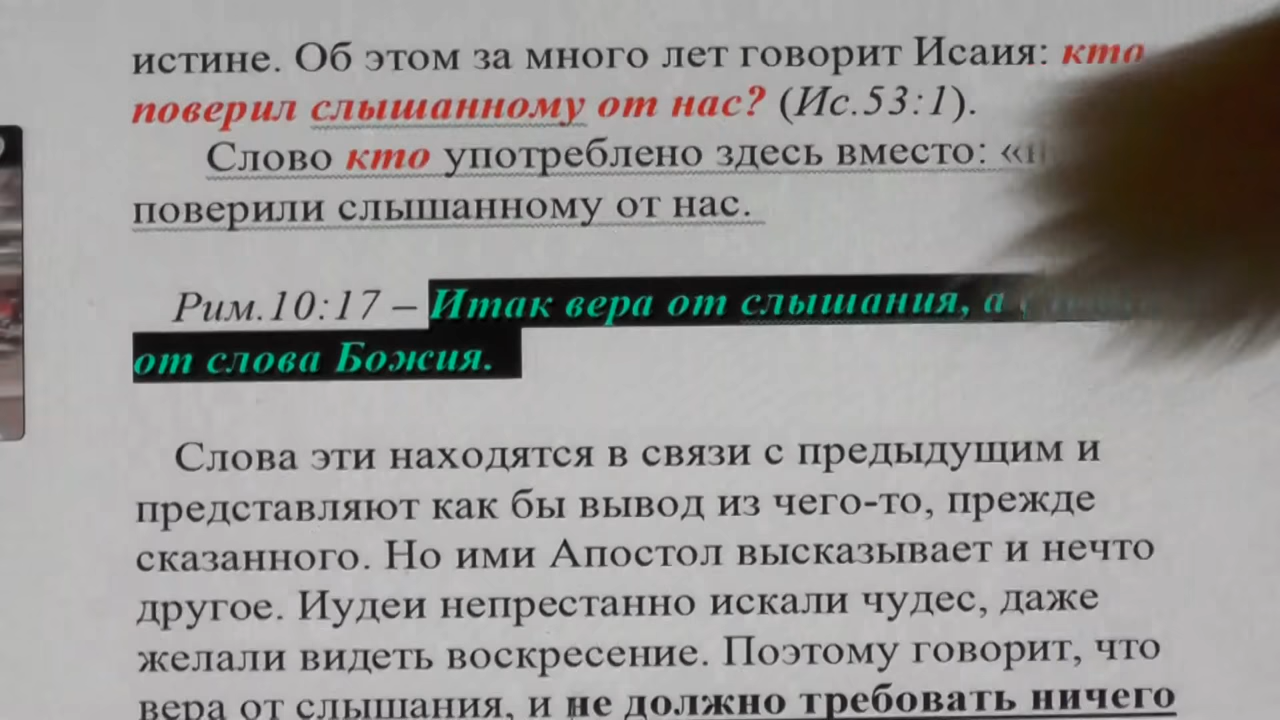 истине. Об этом за много лет говорит Исаия: кто
поверил слышанному от нас? (Ис.53:1).
Слово кто употреблено здесь вместо:
поверили слышанному от нас.
Рим.10:17 – Итак вера от слышания, а
от слова Божия.
Слова эти находятся в связи с предыдущим и
представляют как бы вывод из чего-то, прежде
сказанного. Но ими Апостол высказывает и нечто
другое. Иудеи непрестанно искали чудес, даже
желали видеть воскресение. Поэтому говорит, что
вера от слышания, и не должно требовать ничего